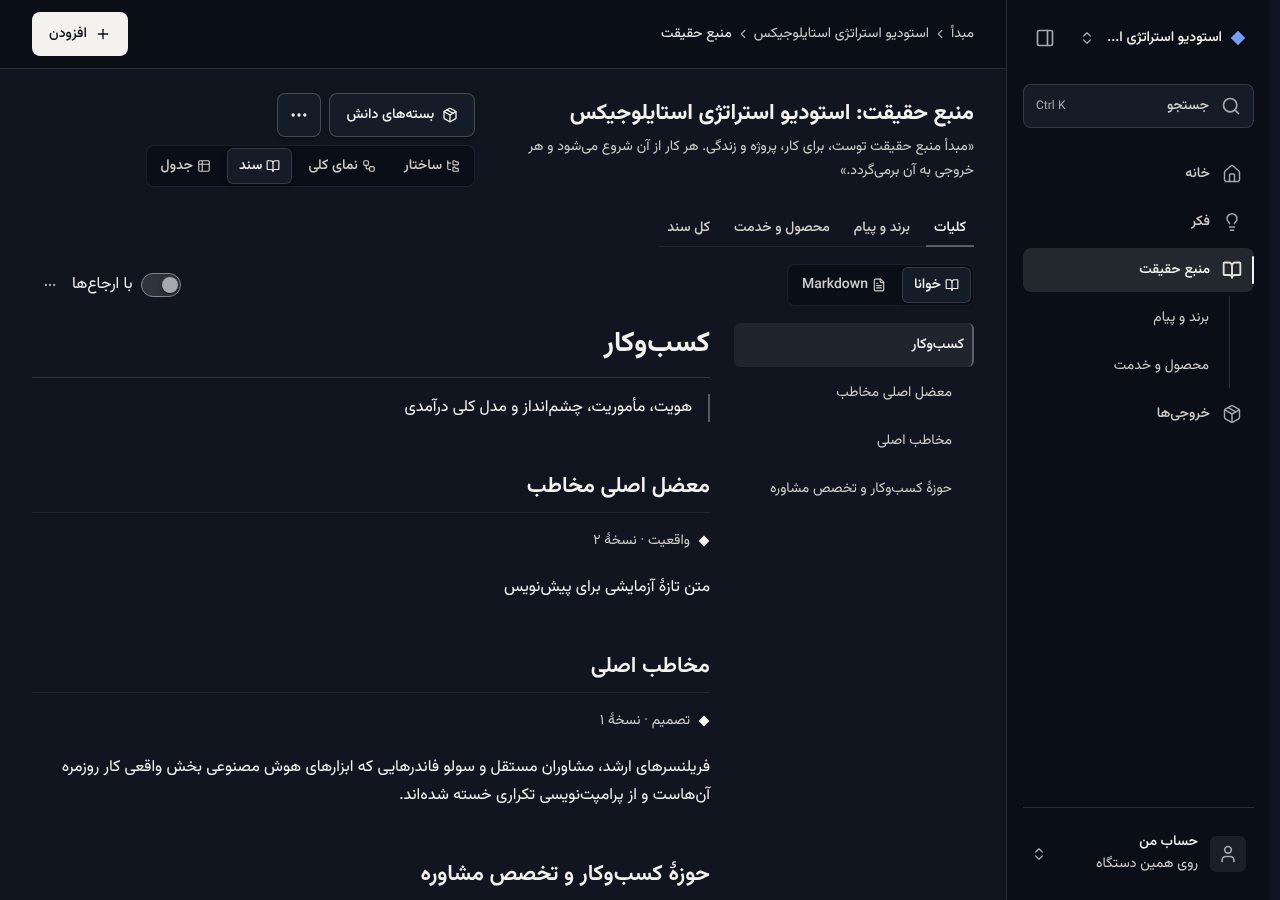 استودیو استراتژی ا...
جستجو
Ctrl K
خانه
فکر
منبع حقیقت
برند و پیام
محصول و خدمت
خروجی‌ها
حساب من
روی همین دستگاه
مبدأ › استودیو استراتژی استایلوجیکس › منبع حقیقت
+ افزودن
منبع حقیقت: استودیو استراتژی استایلوجیکس
«مبدأ منبع حقیقت توست، برای کار، پروژه و زندگی. هر کار از آن شروع می‌شود و هر
خروجی به آن برمی‌گردد.»
بسته‌های دانش
...
ساختار
نمای کلی
سند
جدول
کلیات
برند و پیام
محصول و خدمت
کل سند
خوانا
Markdown
با ارجاع‌ها
...
کسب‌وکار
معضل اصلی مخاطب
مخاطب اصلی
حوزهٔ کسب‌وکار و تخصص مشاوره
کسب‌وکار
هویت، مأموریت، چشم‌انداز و مدل کلی درآمدی
معضل اصلی مخاطب
◆ واقعیت · نسخهٔ ۲
متن تازهٔ آزمایشی برای پیش‌نویس
مخاطب اصلی
◆ تصمیم · نسخهٔ ۱
فریلنسرهای ارشد، مشاوران مستقل و سولو فاندرهایی که ابزارهای هوش مصنوعی بخش واقعی کار روزمره
آن‌هاست و از پرامپت‌نویسی تکراری خسته شده‌اند.
حوزهٔ کسب‌وکار و تخصص مشاوره